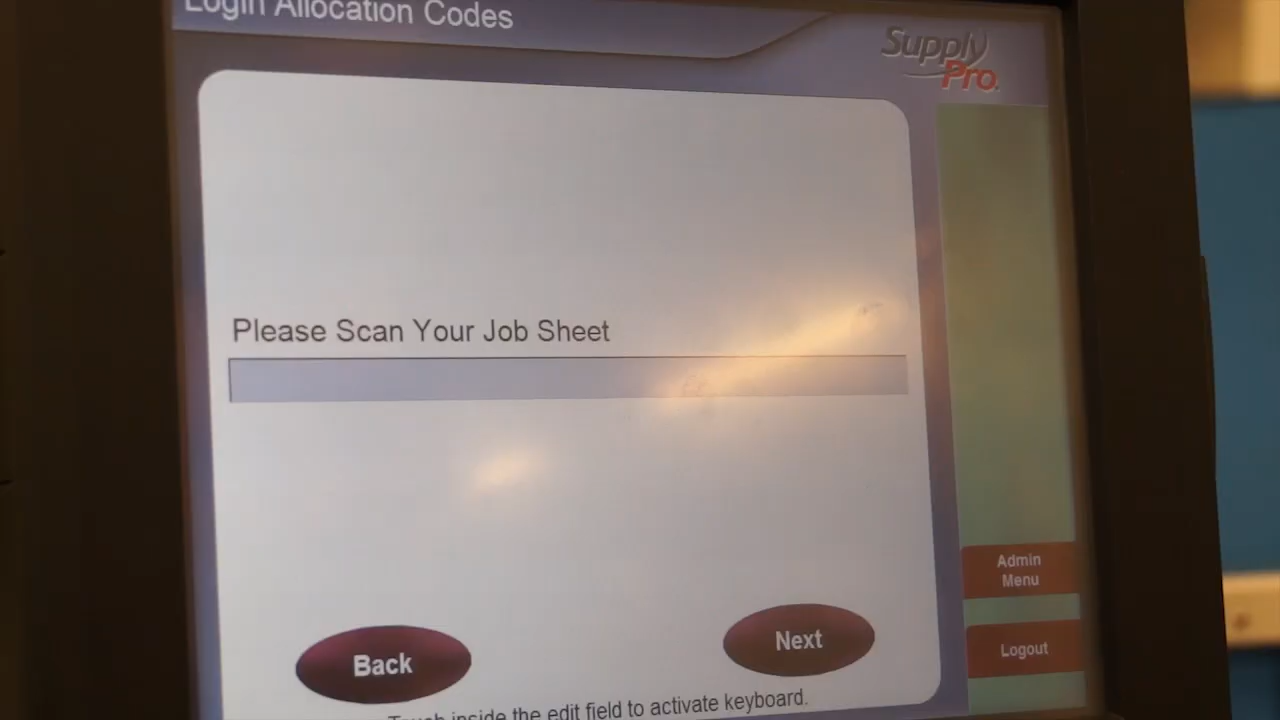 Login Allocation Codes
Supply
Pro
Please Scan Your Job Sheet
Admin
Menu
Logout
Back
Next
Touch inside the edit field to activate keyboard.